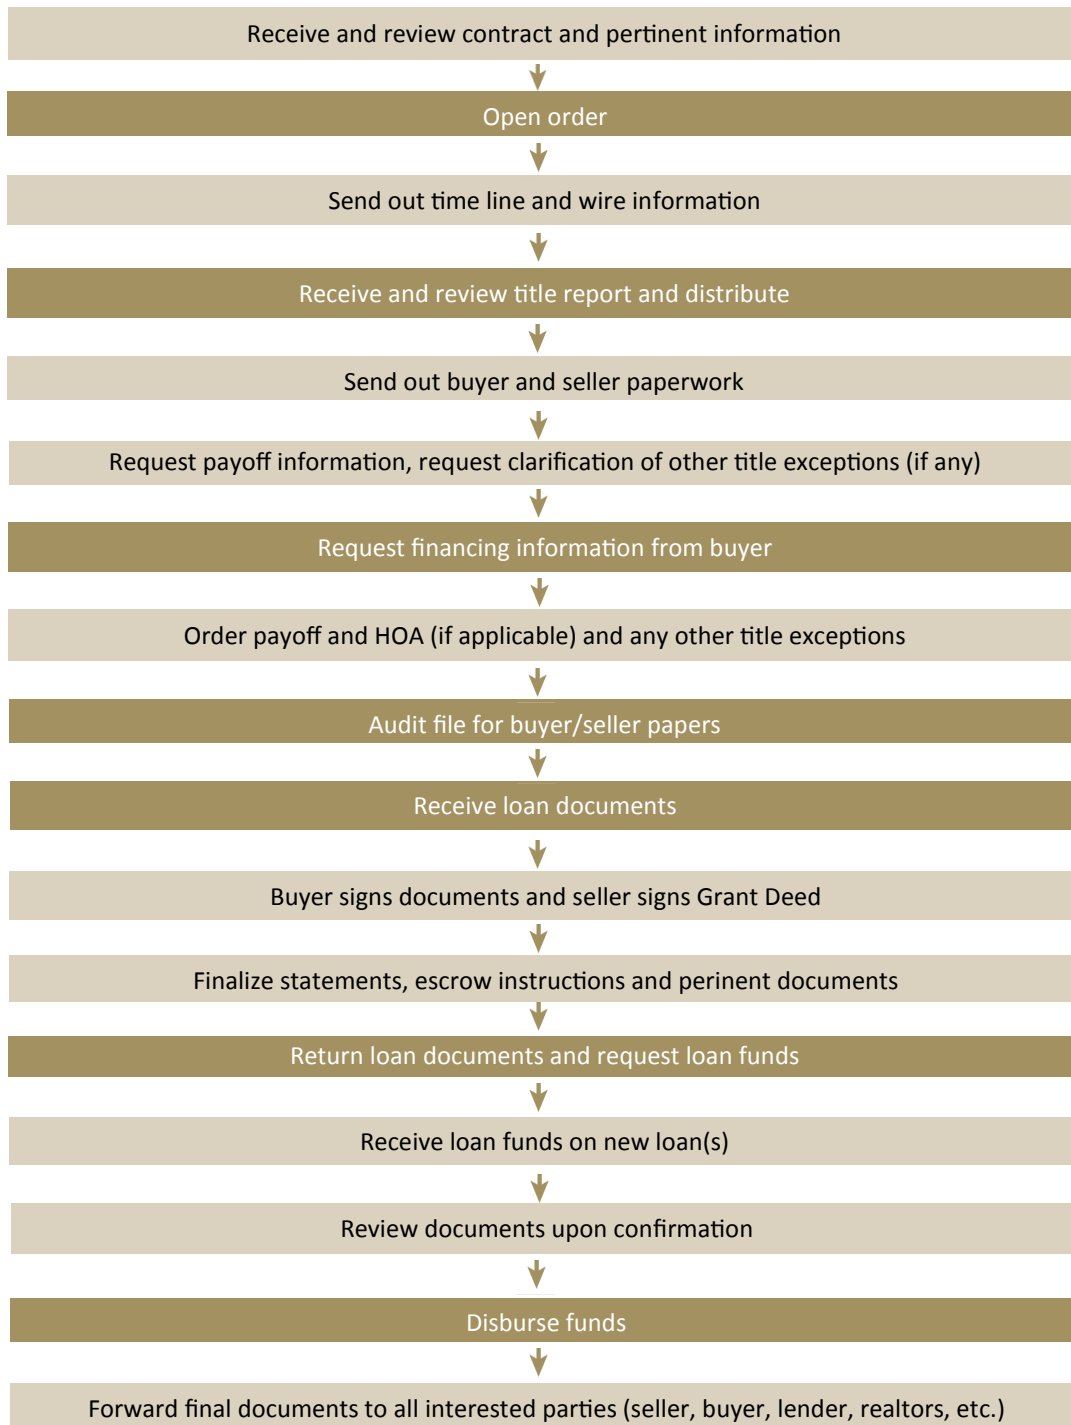 Receive and review contract and pertinent information
Open order
Send out time line and wire information
Receive and review title report and distribute
Send out buyer and seller paperwork
Request payoff information, request clarification of other title exceptions (if any)
Request financing information from buyer
Order payoff and HOA (if applicable) and any other title exceptions
Audit file for buyer/seller papers
Receive loan documents
Buyer signs documents and seller signs Grant Deed
Finalize statements, escrow instructions and perinent documents
Return loan documents and request loan funds
Receive loan funds on new loan(s)
Review documents upon confirmation
Disburse funds
Forward final documents to all interested parties (seller, buyer, lender, realtors, etc.)